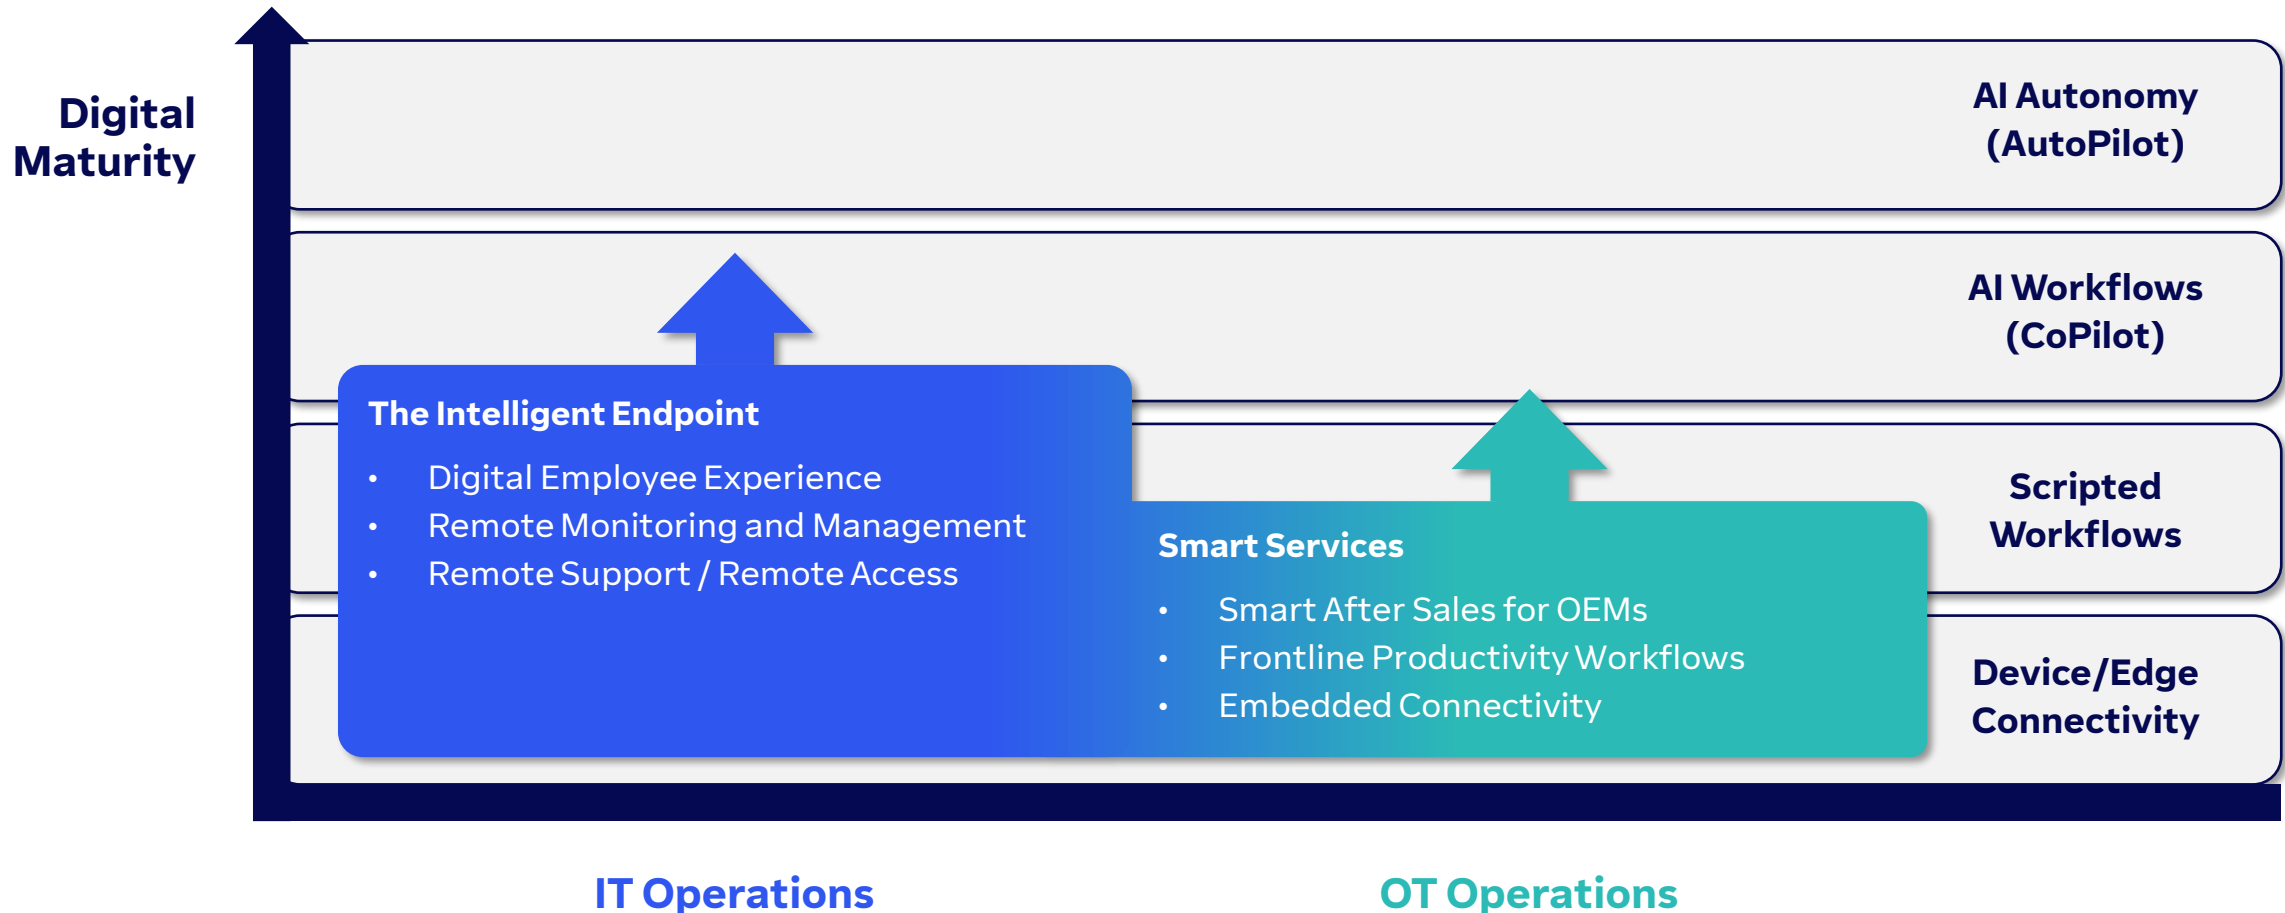 Digital
Maturity
AI Autonomy
(AutoPilot)
AI Workflows
(CoPilot)
The Intelligent Endpoint
• Digital Employee Experience
• Remote Monitoring and Management
• Remote Support / Remote Access
Scripted
Workflows
Smart Services
• Smart After Sales for OEMs
• Frontline Productivity Workflows
• Embedded Connectivity
Device/Edge
Connectivity
IT Operations
OT Operations